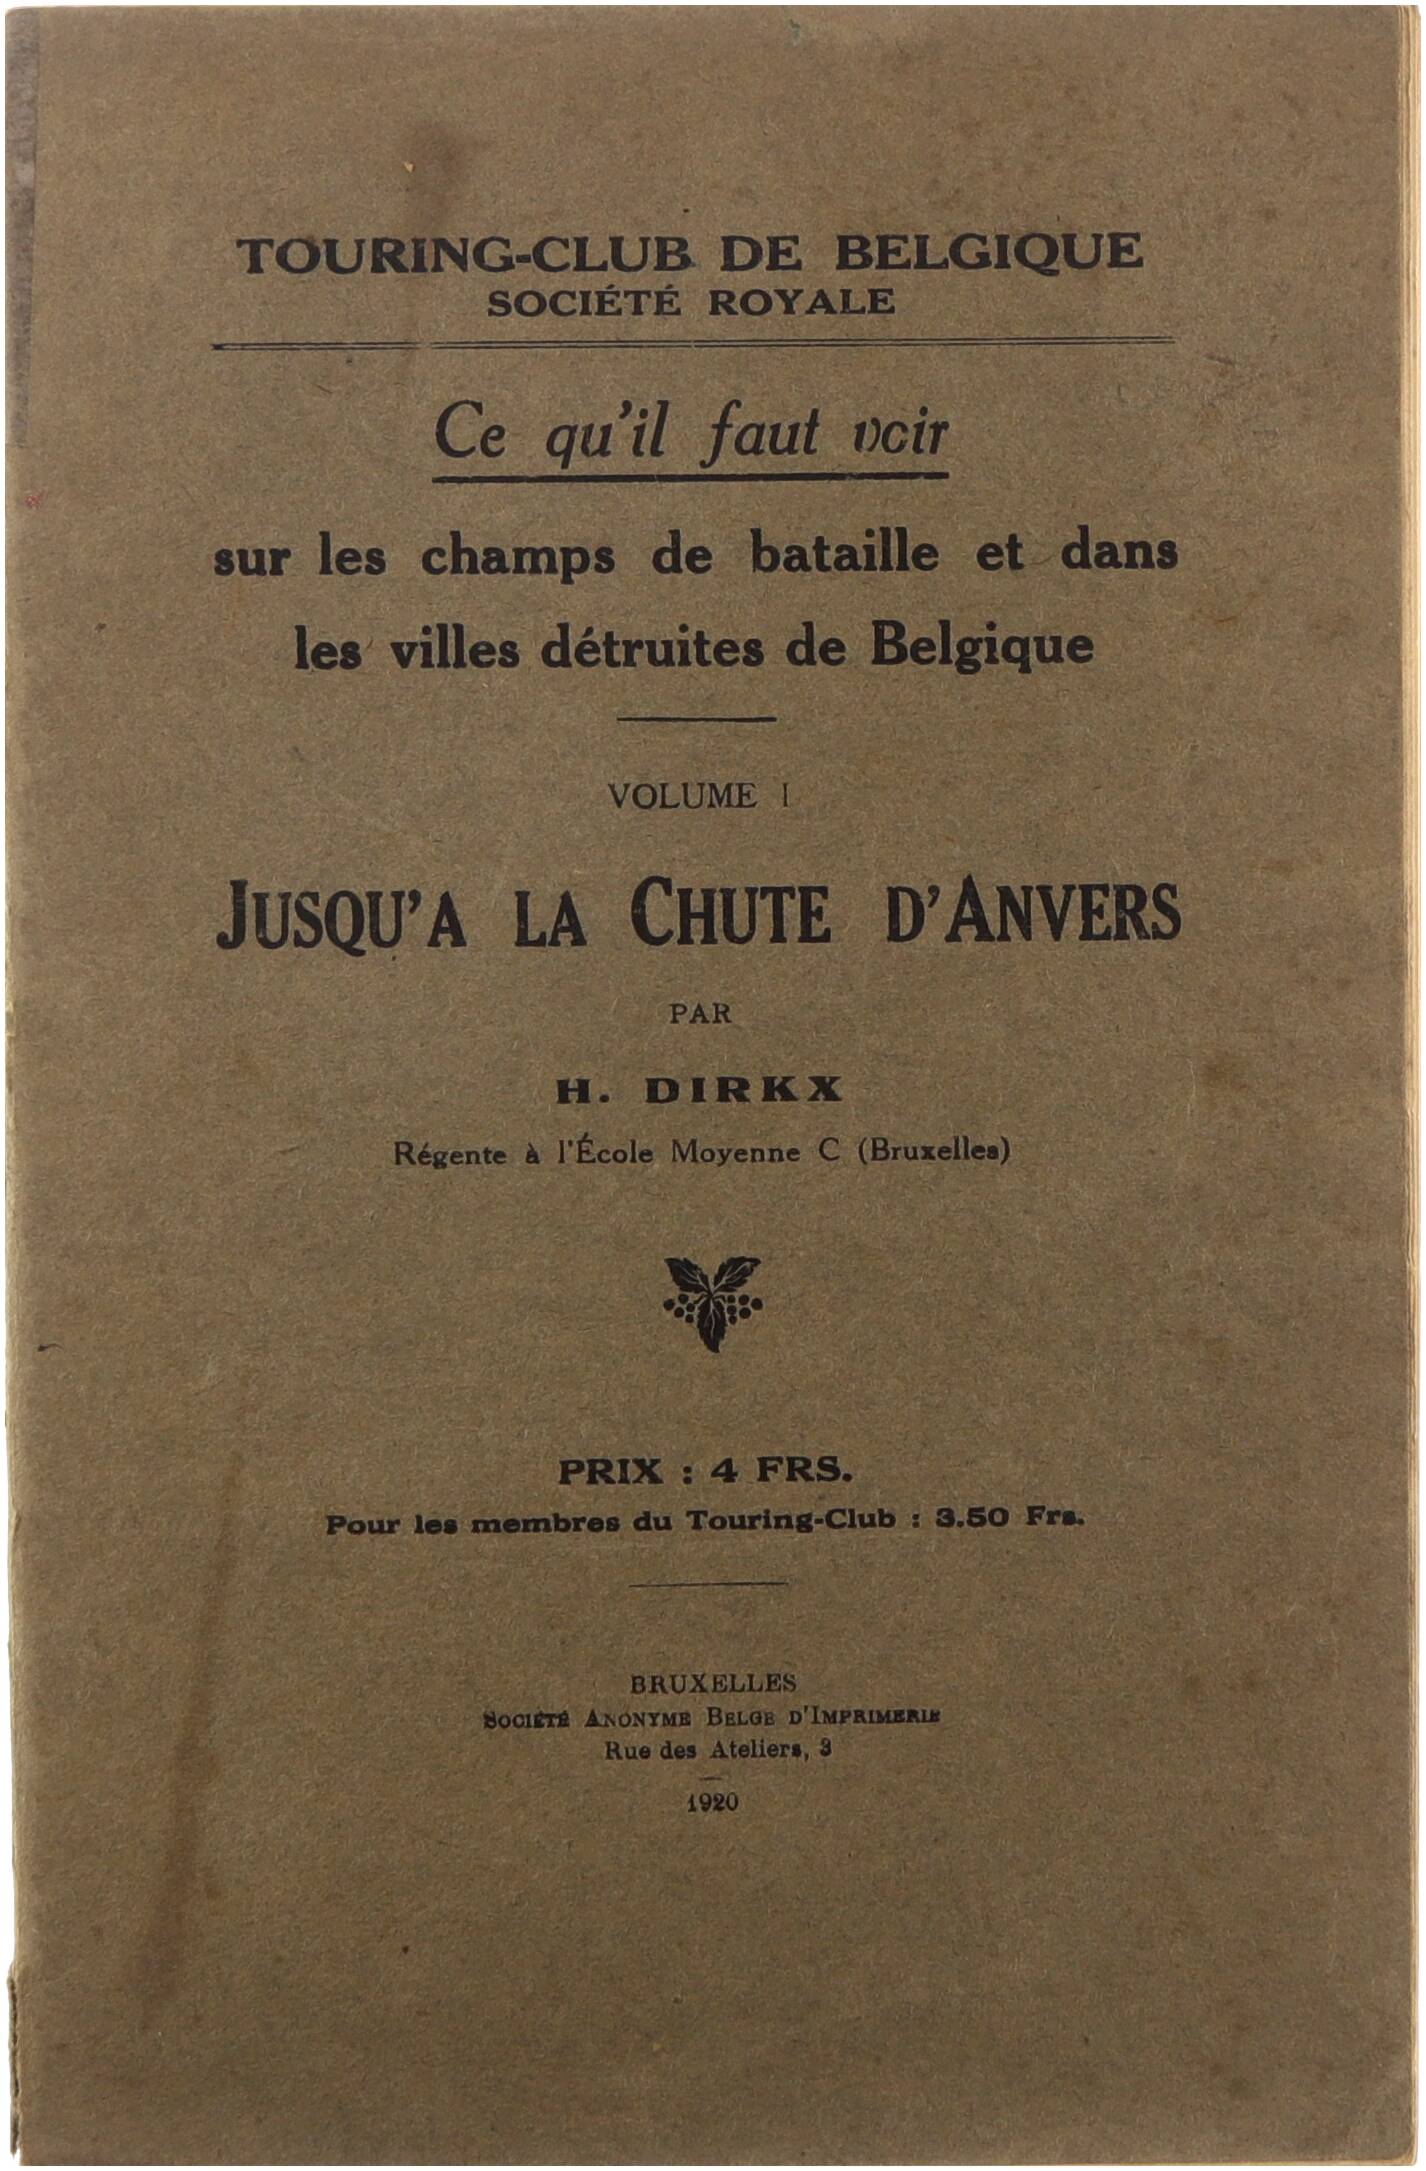 TOURING-CLUB DE BELGIQUE
SOCIÉTÉ ROYALE
Ce qu'il faut voir
sur les champs de bataille et dans
les villes détruites de Belgique
VOLUME I
JUSQU'A LA CHUTE D'ANVERS
PAR
H. DIRKX
Régente à l'École Moyenne C (Bruxelles)
PRIX : 4 FRS.
Pour les membres du Touring-Club : 3.50 Frs.
BRUXELLES
SOCIÉTÉ ANONYME BELGE D'IMPRIMERIE
Rue des Ateliers, 3
1920